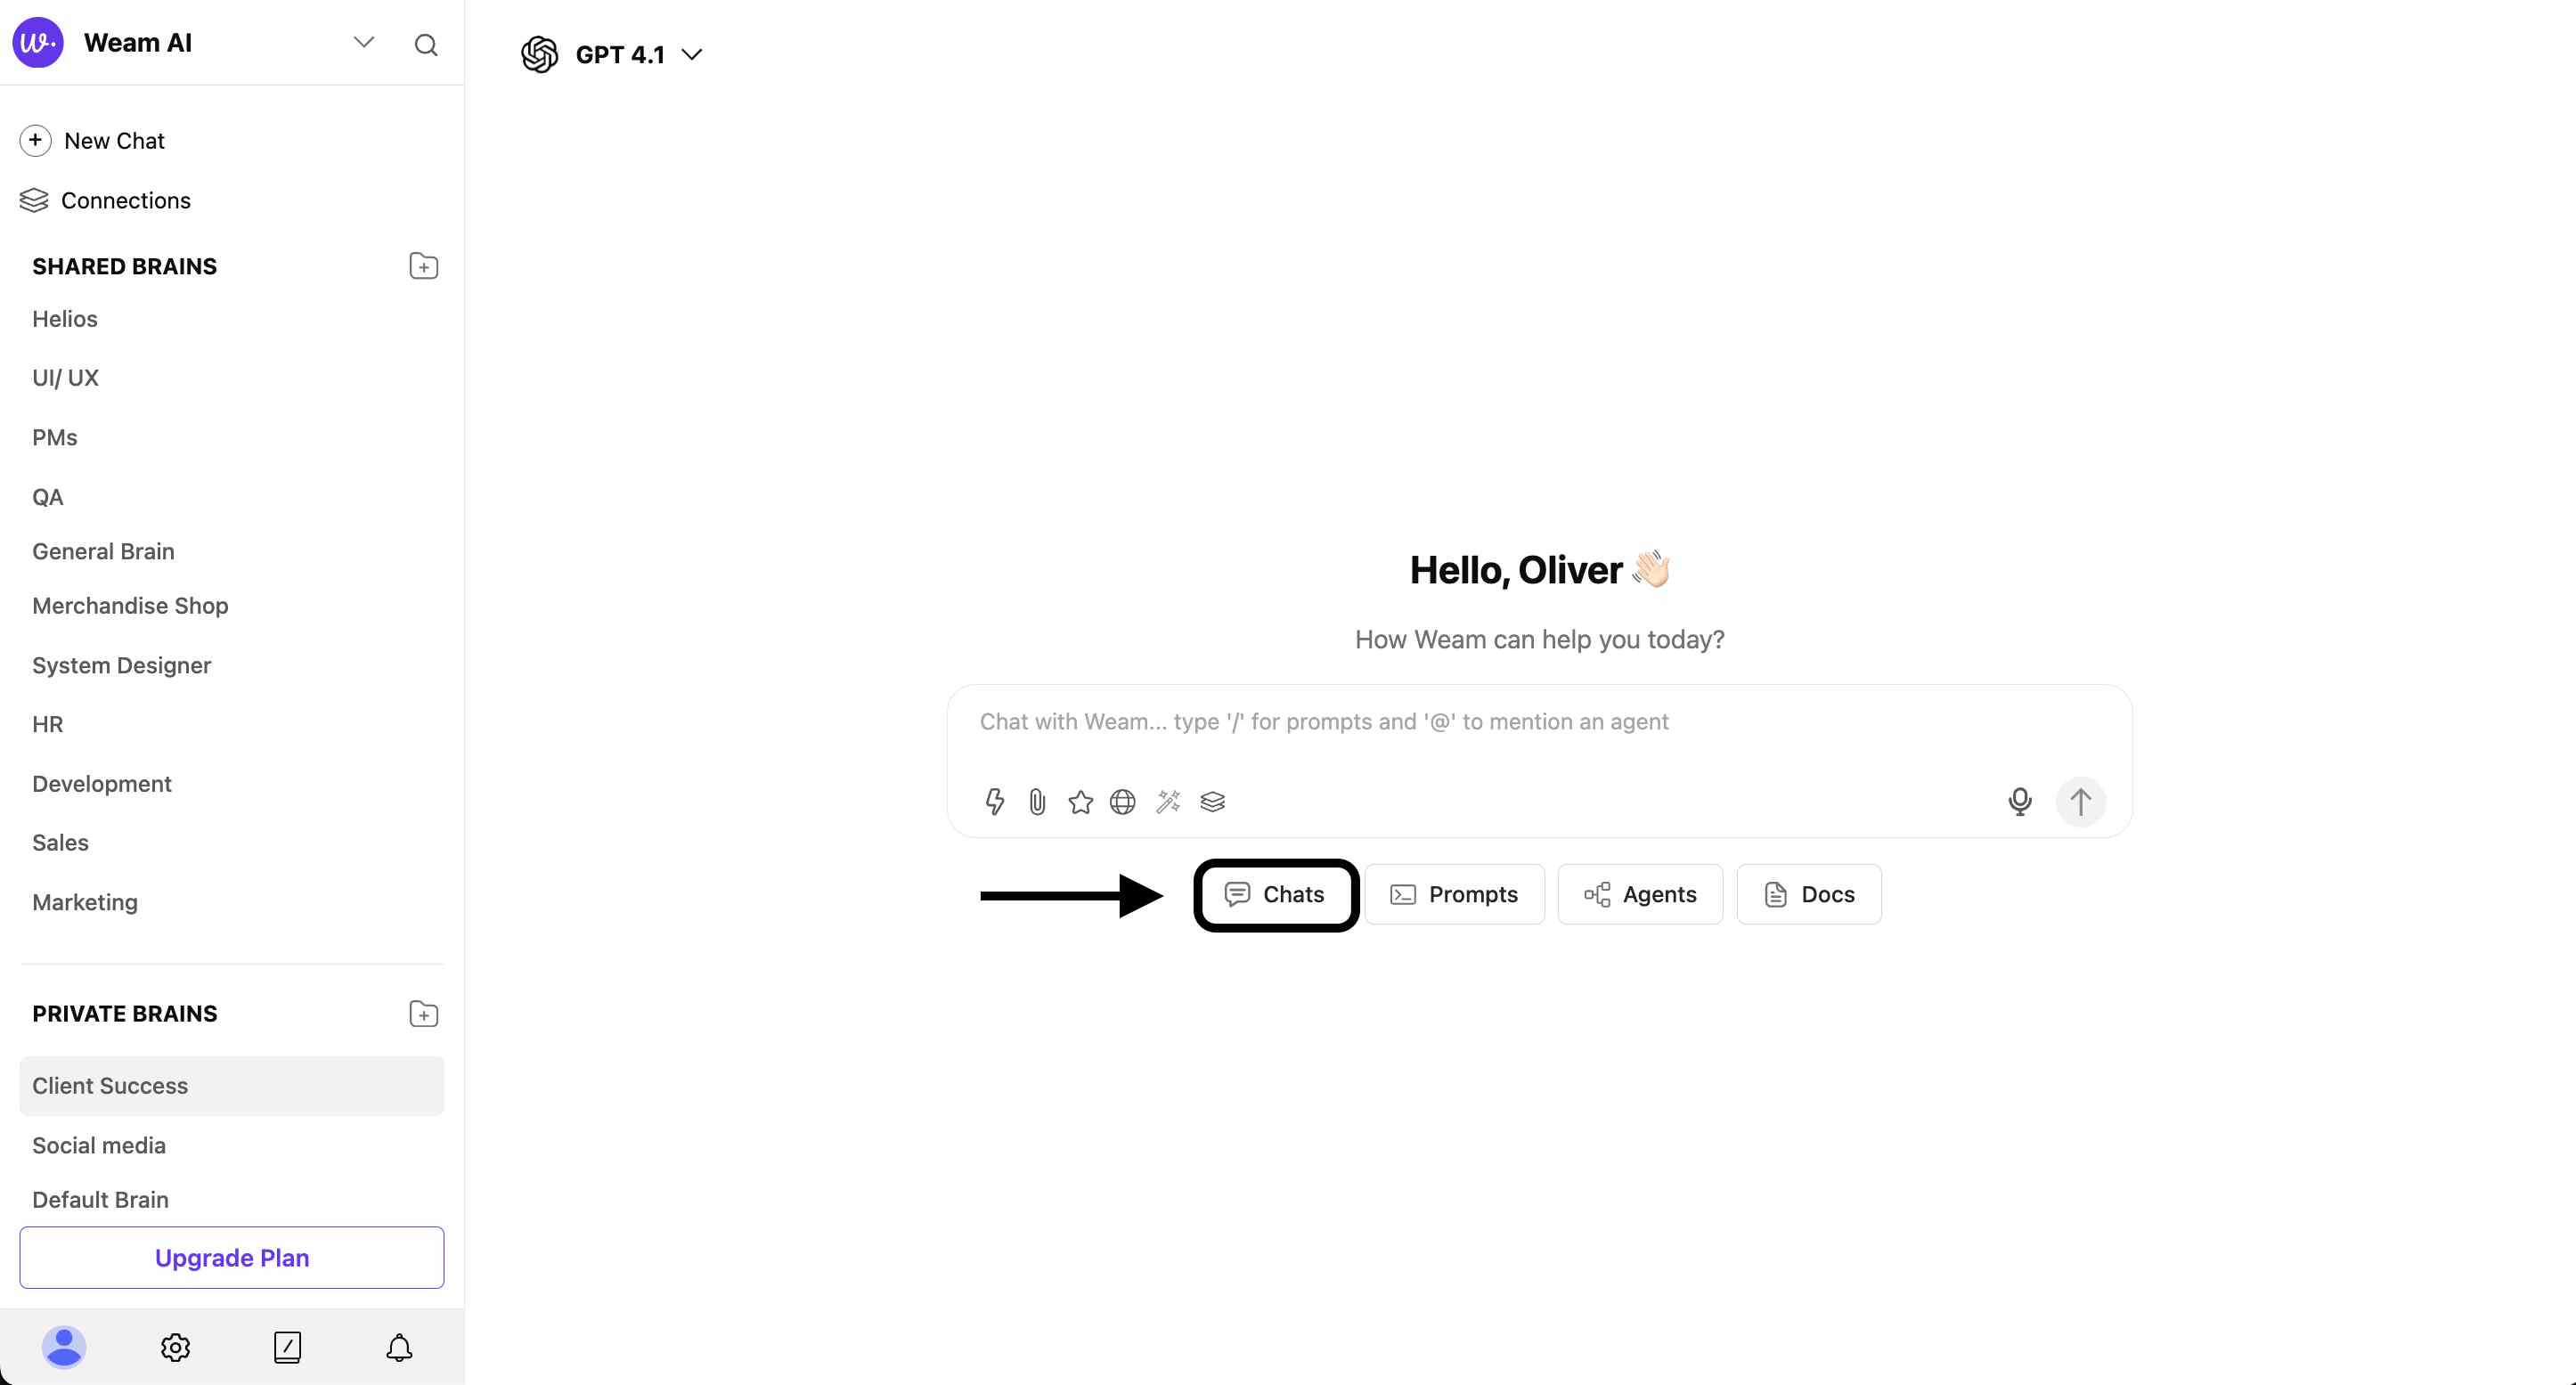 w.
Weam AI
New Chat
Connections
SHARED BRAINS
Helios
UI/ UX
PMs
QA
General Brain
Merchandise Shop
System Designer
HR
Development
Sales
Marketing
PRIVATE BRAINS
Client Success
Social media
Default Brain
Upgrade Plan
GPT 4.1
Hello, Oliver 👋🏻
How Weam can help you today?
Chat with Weam... type '/' for prompts and '@' to mention an agent
Chats
Prompts
Agents
Docs